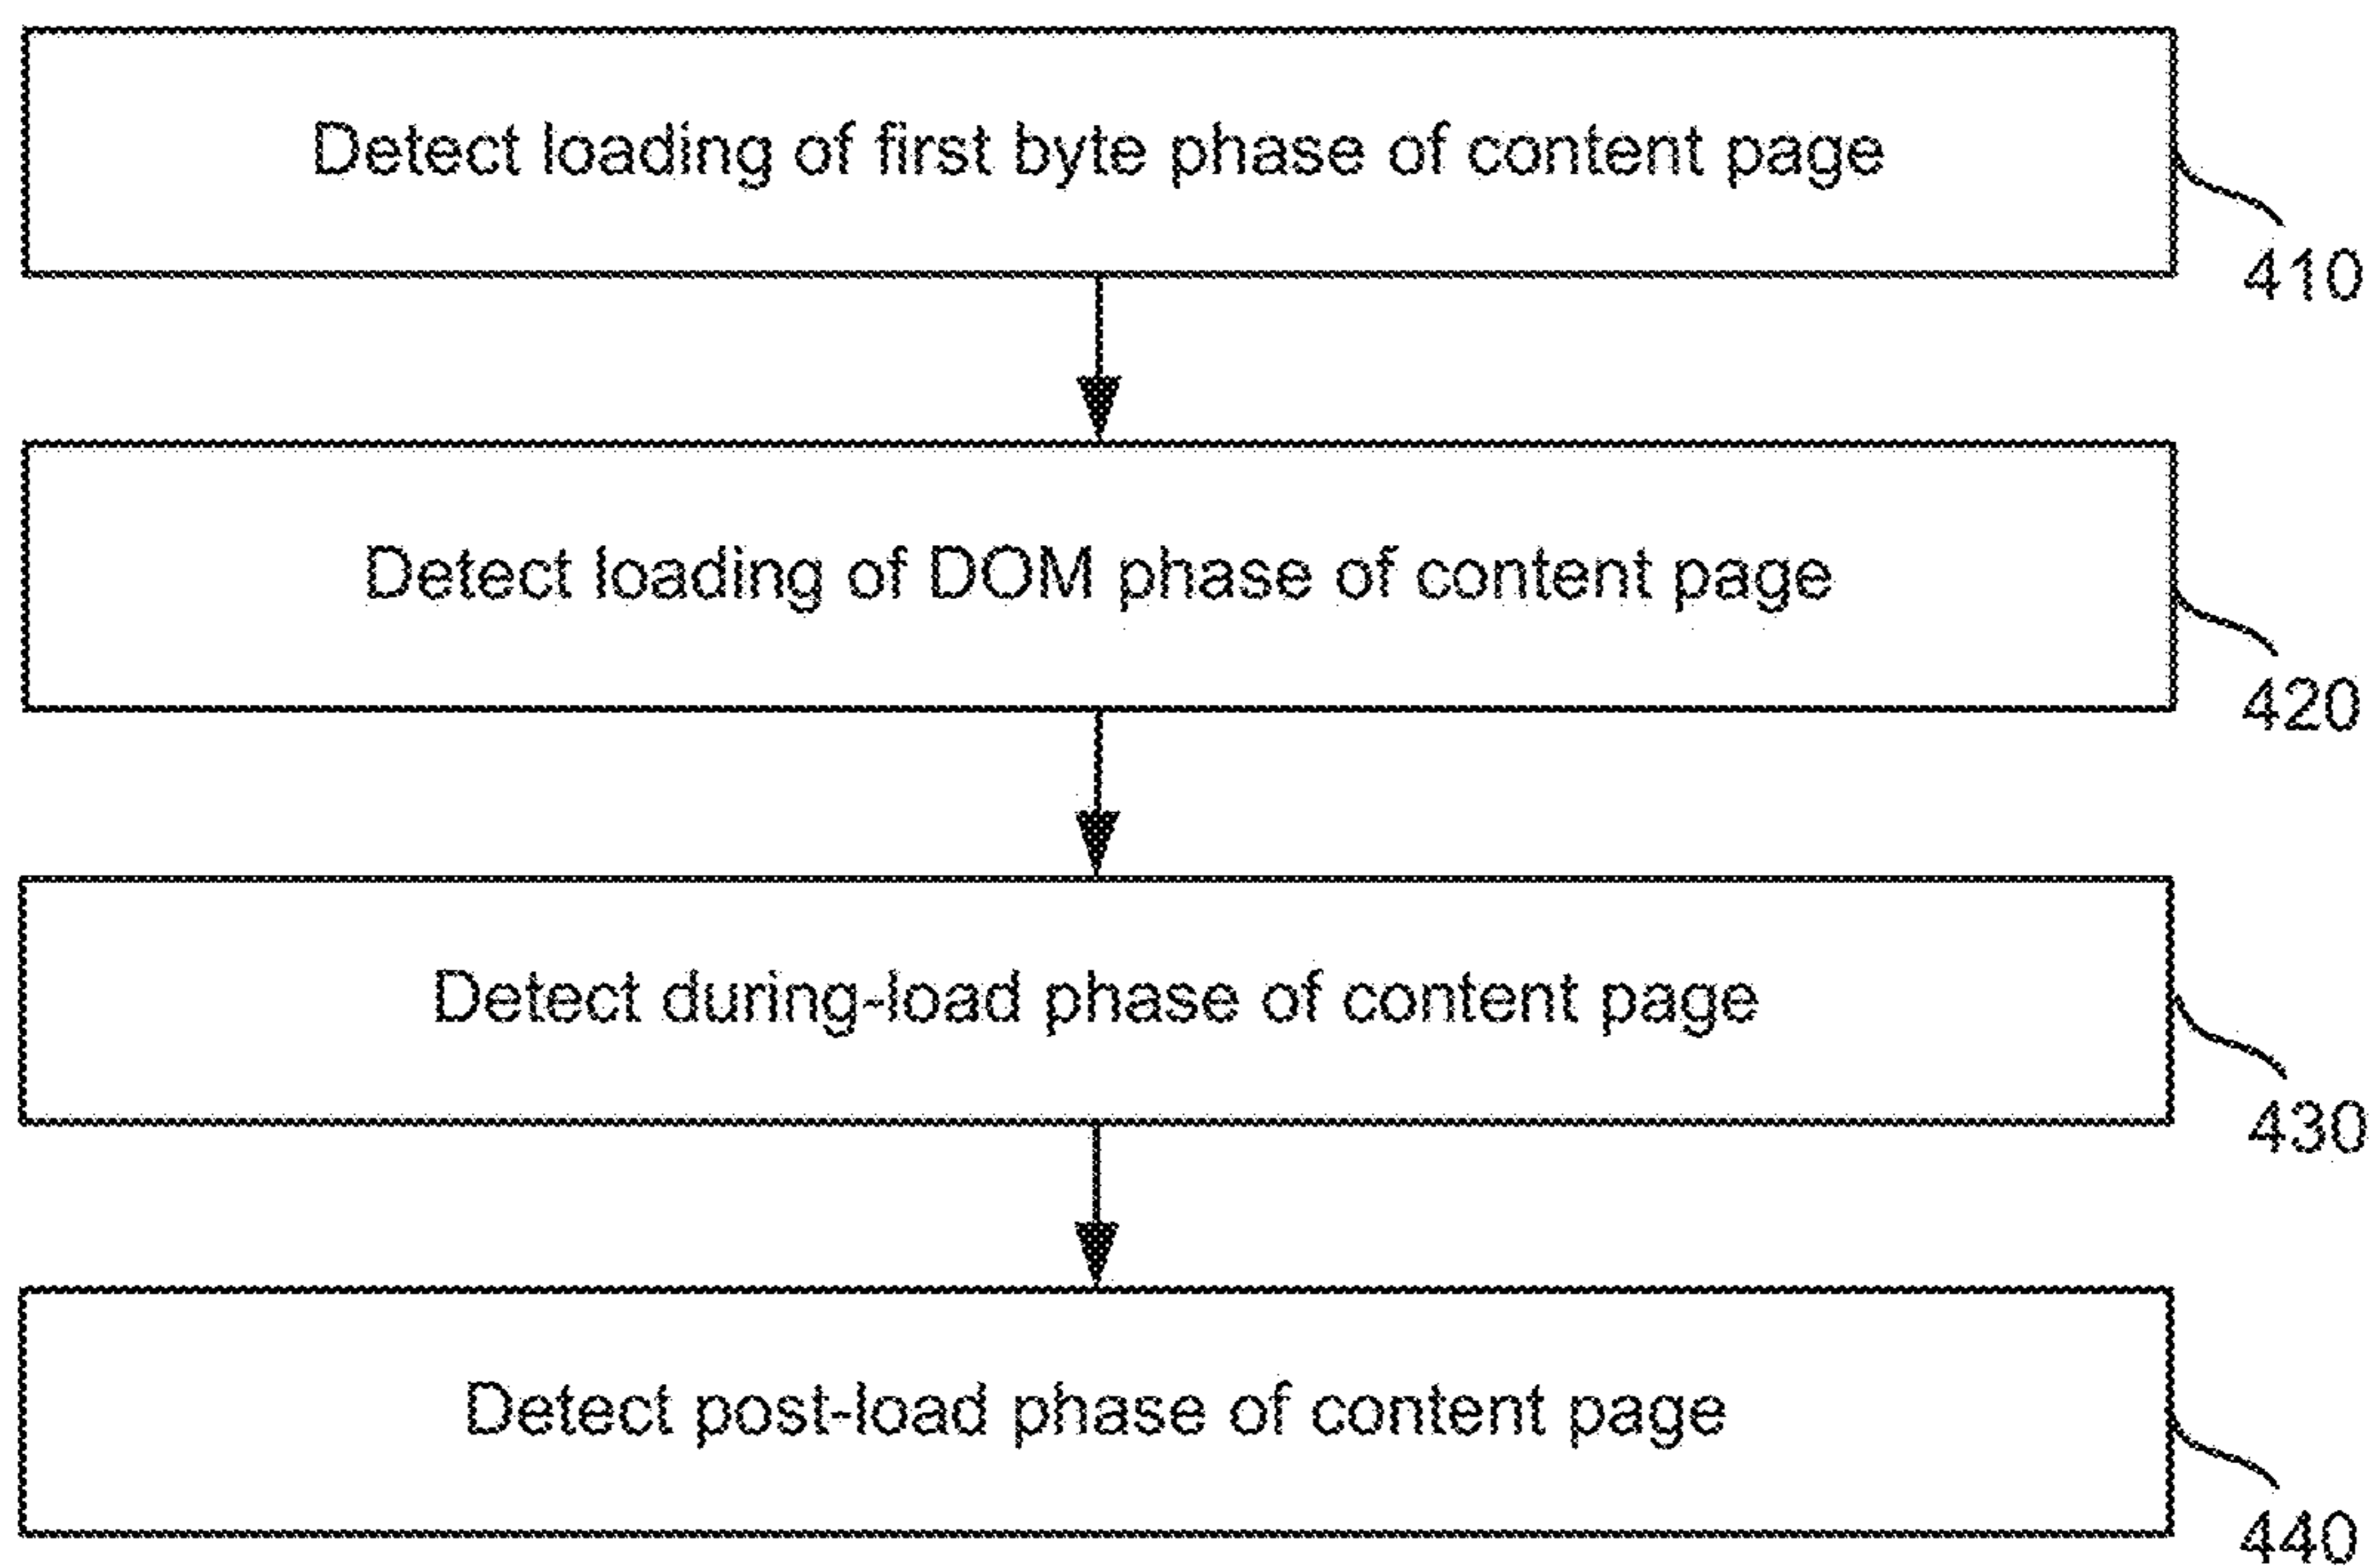 Detect loading of first byte phase of content page
410
Detect loading of DOM phase of content page
420
Detect during-load phase of content page
430
Detect post-load phase of content page
440